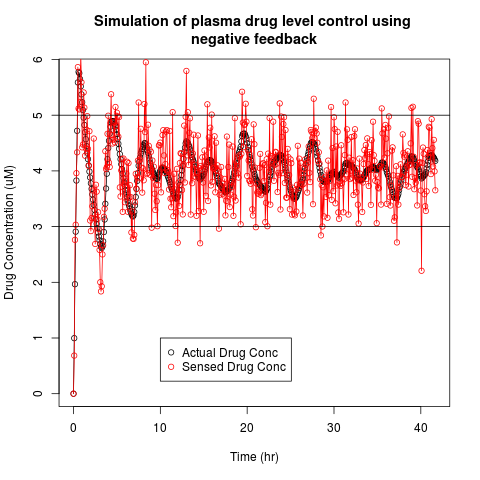 Simulation of plasma drug level control using
negative feedback
Drug Concentration (uM)
6
5
4
3
2
1
0
Actual Drug Conc
Sensed Drug Conc
0 10 20 30 40
Time (hr)